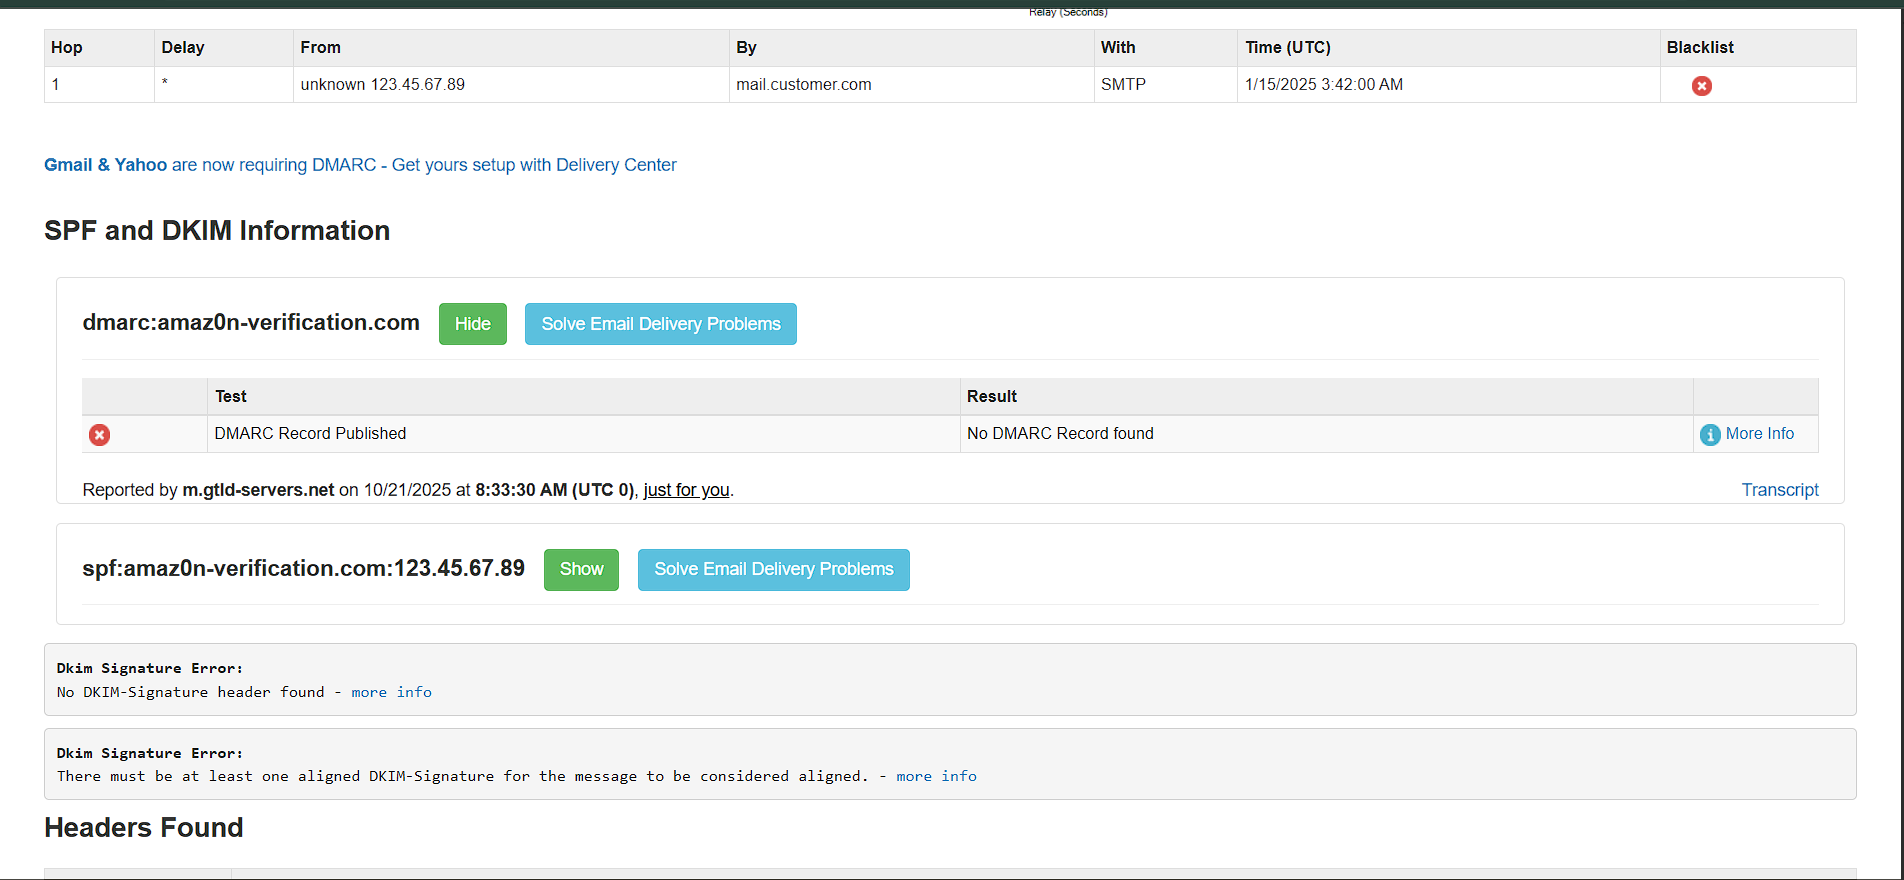 Relay (Seconds)
Hop Delay From By With Time (UTC) Blacklist
1 * unknown 123.45.67.89 mail.customer.com SMTP 1/15/2025 3:42:00 AM
Gmail & Yahoo are now requiring DMARC - Get yours setup with Delivery Center
SPF and DKIM Information
dmarc:amaz0n-verification.com Hide Solve Email Delivery Problems
Test Result
DMARC Record Published No DMARC Record found More Info
Reported by m.gtld-servers.net on 10/21/2025 at 8:33:30 AM (UTC 0), just for you. Transcript
spf:amaz0n-verification.com:123.45.67.89 Show Solve Email Delivery Problems
Dkim Signature Error:
No DKIM-Signature header found - more info
Dkim Signature Error:
There must be at least one aligned DKIM-Signature for the message to be considered aligned. - more info
Headers Found